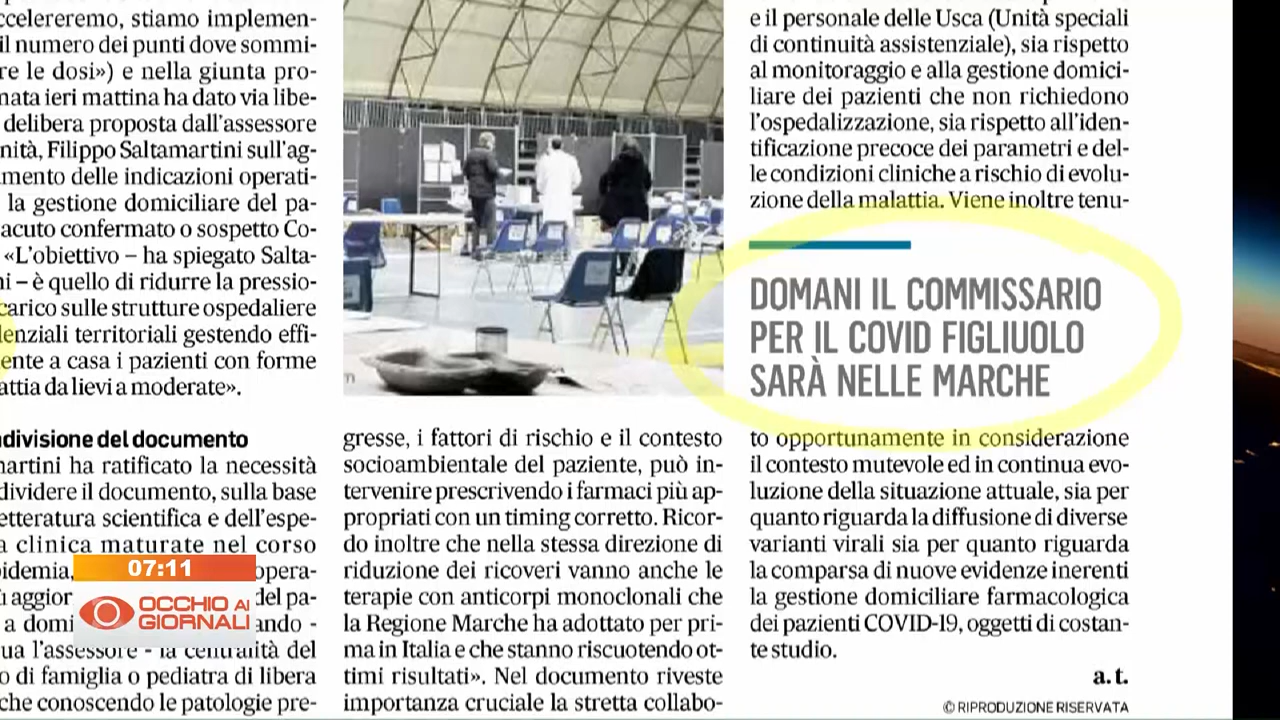 ccelereremo, stiamo implemen-
il numero dei punti dove sommi-
re le dosi») e nella giunta pro-
nata ieri mattina ha dato via libe-
delibera proposta dall'assessore
nità, Filippo Saltamartini sull'ag-
mento delle indicazioni operati-
la gestione domiciliare del pa-
acuto confermato o sospetto Co-
«L'obiettivo – ha spiegato Salta-
ni – è quello di ridurre la pressio-
carico sulle strutture ospedaliere
lenziali territoriali gestendo effi-
ente a casa i pazienti con forme
attia da lievi a moderate».
ndivisione del documento
martini ha ratificato la necessità
dividere il documento, sulla base
etteratura scientifica e dell'espe-
a clinica maturate nel corso
pidemia, opera-
ù aggior del pa-
a domi ando -
ua l'assessore - la centralità del
o di famiglia o pediatra di libera
che conoscendo le patologie pre-
gresse, i fattori di rischio e il contesto
socioambientale del paziente, può in-
tervenire prescrivendo i farmaci più ap-
propriati con un timing corretto. Ricor-
do inoltre che nella stessa direzione di
riduzione dei ricoveri vanno anche le
terapie con anticorpi monoclonali che
la Regione Marche ha adottato per pri-
ma in Italia e che stanno riscuotendo ot-
timi risultati». Nel documento riveste
importanza cruciale la stretta collabo-
e il personale delle Usca (Unità speciali
di continuità assistenziale), sia rispetto
al monitoraggio e alla gestione domici-
liare dei pazienti che non richiedono
l'ospedalizzazione, sia rispetto all'iden-
tificazione precoce dei parametri e del-
le condizioni cliniche a rischio di evolu-
zione della malattia. Viene inoltre tenu-
DOMANI IL COMMISSARIO
PER IL COVID FIGLIUOLO
SARÀ NELLE MARCHE
to opportunamente in considerazione
il contesto mutevole ed in continua evo-
luzione della situazione attuale, sia per
quanto riguarda la diffusione di diverse
varianti virali sia per quanto riguarda
la comparsa di nuove evidenze inerenti
la gestione domiciliare farmacologica
dei pazienti COVID-19, oggetti di costan-
te studio.
a. t.
© RIPRODUZIONE RISERVATA
07:11
OCCHIO AI
GIORNALI